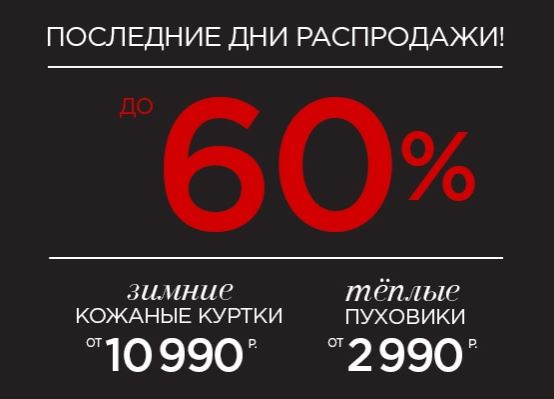 ПОСЛЕДНИЕ ДНИ РАСПРОДАЖИ!
ДО 60%
зимние тёплые
КОЖАНЫЕ КУРТКИ ПУХОВИКИ
ОТ 10 990 Р. ОТ 2 990 Р.